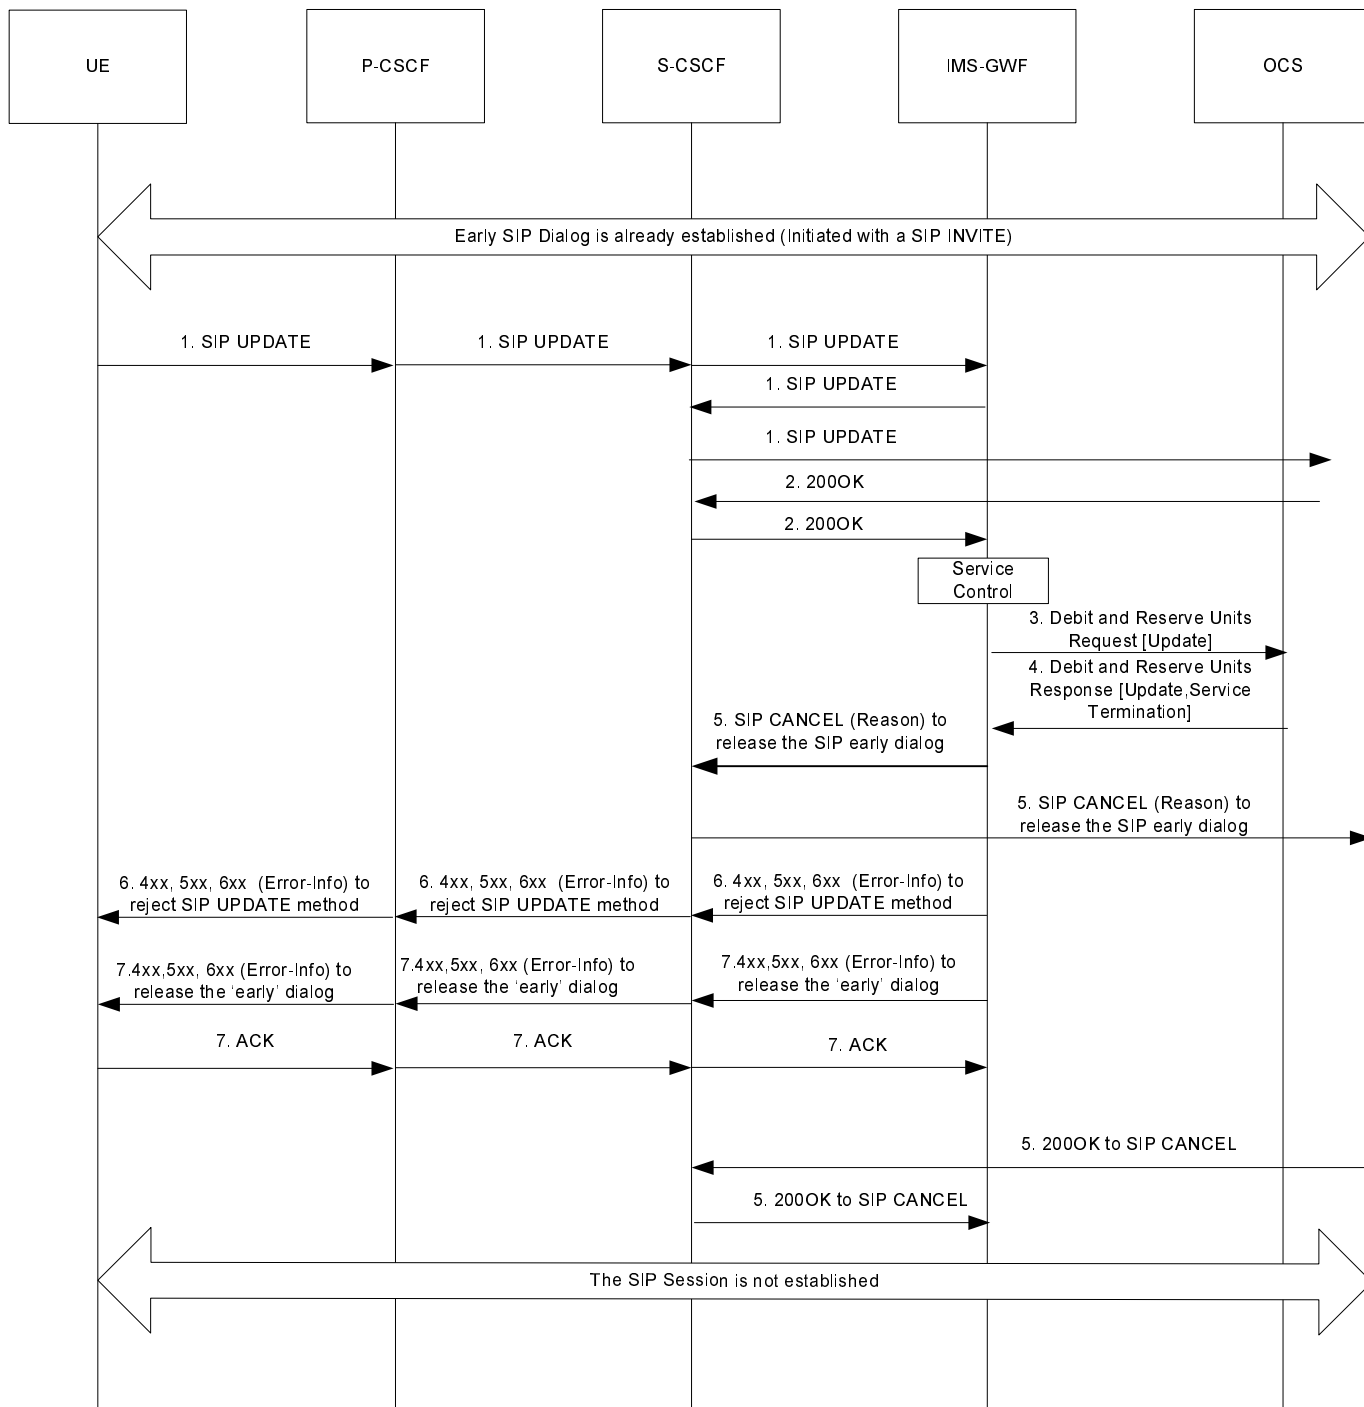 UE
P-CSCF
S-CSCF
IMS-GWF
OCS
Early SIP Dialog is already established (Initiated with a SIP INVITE)
1. SIP UPDATE
1. SIP UPDATE
1. SIP UPDATE
1. SIP UPDATE
1. SIP UPDATE
2. 200OK
2. 200OK
Service
Control
3. Debit and Reserve Units
Request [Update]
4. Debit and Reserve Units
Response [Update,Service
Termination]
5. SIP CANCEL (Reason) to
release the SIP early dialog
5. SIP CANCEL (Reason) to
release the SIP early dialog
6. 4xx, 5xx, 6xx (Error-Info) to
reject SIP UPDATE method
6. 4xx, 5xx, 6xx (Error-Info) to
reject SIP UPDATE method
6. 4xx, 5xx, 6xx (Error-Info) to
reject SIP UPDATE method
7.4xx,5xx, 6xx (Error-Info) to
release the ‘early’ dialog
7.4xx,5xx, 6xx (Error-Info) to
release the ‘early’ dialog
7.4xx,5xx, 6xx (Error-Info) to
release the ‘early’ dialog
7. ACK
7. ACK
7. ACK
5. 200OK to SIP CANCEL
5. 200OK to SIP CANCEL
The SIP Session is not established